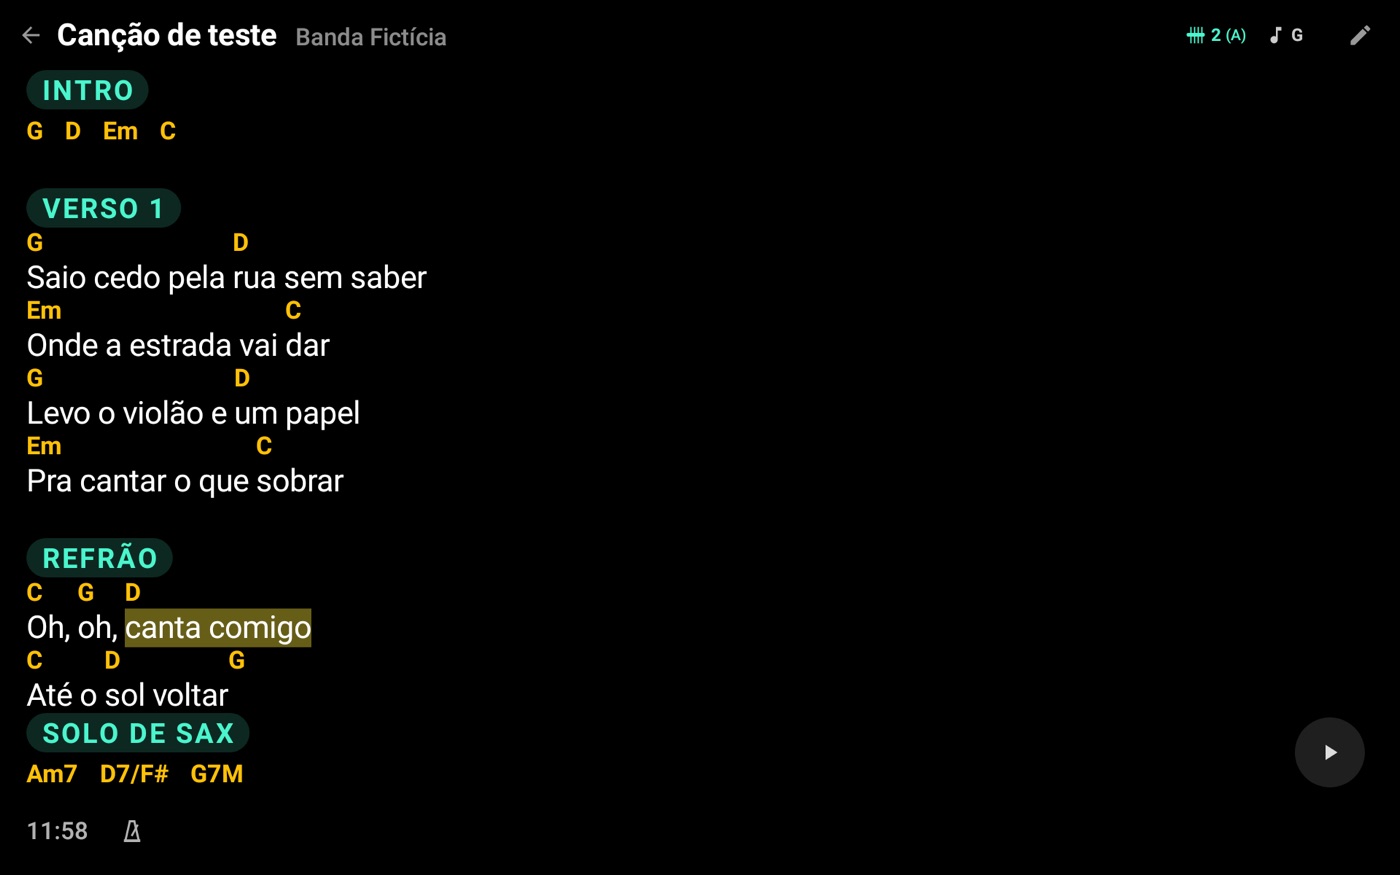 Canção de teste Banda Fictícia 2 (A) G
INTRO
G D Em C
VERSO 1
G D
Saio cedo pela rua sem saber
Em C
Onde a estrada vai dar
G D
Levo o violão e um papel
Em C
Pra cantar o que sobrar
REFRÃO
C G D
Oh, oh, canta comigo
C D G
Até o sol voltar
SOLO DE SAX
Am7 D7/F# G7M
11:58